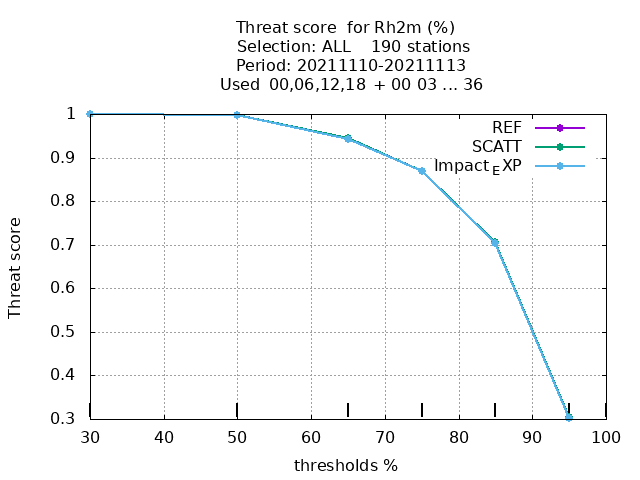 Threat score  for Rh2m (%)
Selection: ALL    190 stations
Period: 20211110-20211113
Used  00,06,12,18  + 00 03 ... 36
REF
SCATT
Impact_EXP
Threat score
1
0.9
0.8
0.7
0.6
0.5
0.4
0.3
30 40 50 60 70 80 90 100
thresholds %